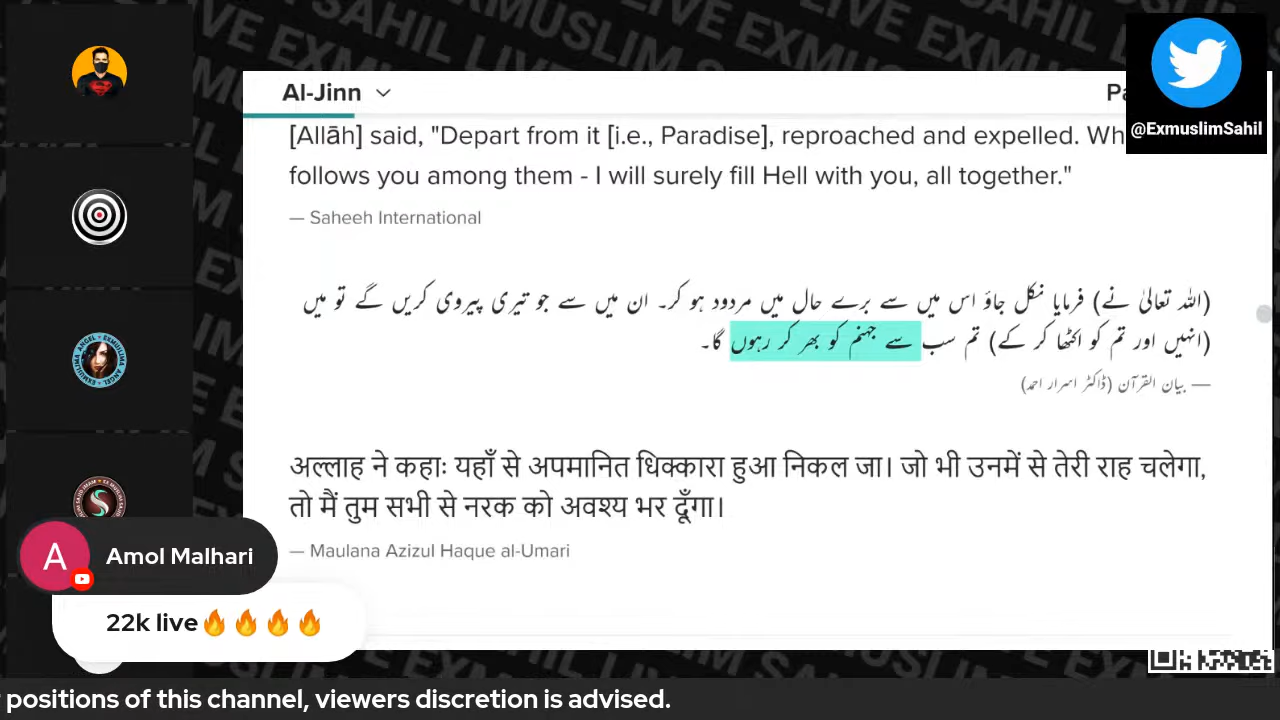 Al-Jinn
@ExmuslimSahil
[Allāh] said, "Depart from it [i.e., Paradise], reproached and expelled.
follows you among them - I will surely fill Hell with you, all together."
— Saheeh International
(اللہ تعالیٰ نے) فرمایا نکل جاؤ اس میں سے برے حال میں مردود ہو کر۔ ان میں سے جو تیری پیروی کریں گے تو میں
(انہیں اور تم کو اکٹھا کر کے) تم سب سے جہنم کو بھر کر رہوں گا۔
— بیان القرآن (ڈاکٹر اسرار احمد)
अल्लाह ने कहाः यहाँ से अपमानित धिक्कारा हुआ निकल जा। जो भी उनमें से तेरी राह चलेगा,
तो मैं तुम सभी से नरक को अवश्य भर दूँगा।
— Maulana Azizul Haque al-Umari
A
Amol Malhari
22k live🔥🔥🔥🔥
positions of this channel, viewers discretion is advised.